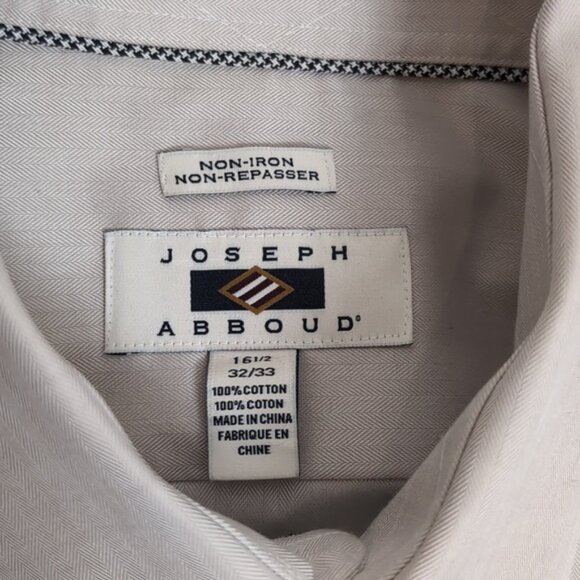 NON-IRON
NON-REPASSER
JOSEPH
ABBOUD®
16 1/2
32/33
100% COTTON
100% COTON
MADE IN CHINA
FABRIQUE EN
CHINE